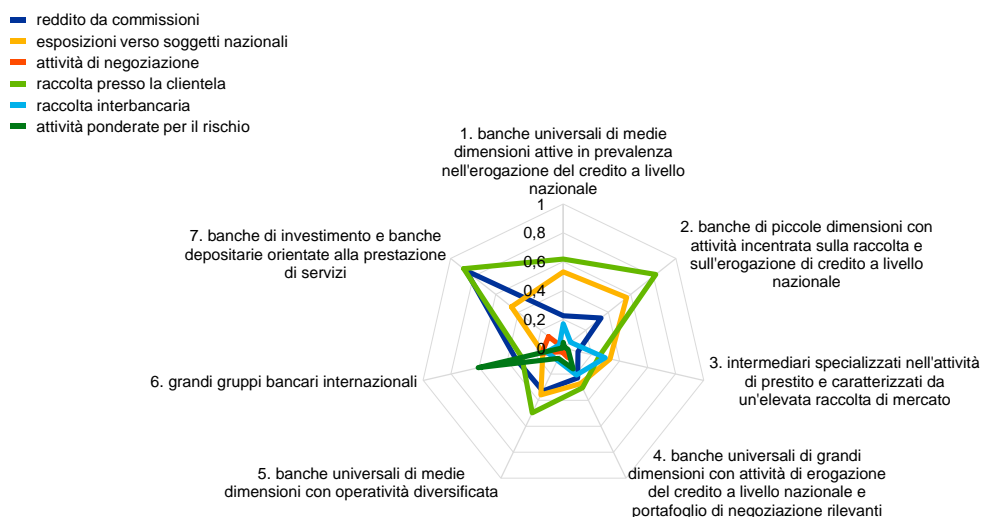 reddito da commissioni
esposizioni verso soggetti nazionali
attività di negoziazione
raccolta presso la clientela
raccolta interbancaria
attività ponderate per il rischio
1. banche universali di medie
dimensioni attive in prevalenza
nell'erogazione del credito a livello
nazionale
1
0,8
0,6
0,4
0,2
0
2. banche di piccole dimensioni con
attività incentrata sulla raccolta e
sull'erogazione di credito a livello
nazionale
3. intermediari specializzati nell'attività
di prestito e caratterizzati da
un'elevata raccolta di mercato
4. banche universali di grandi
dimensioni con attività di erogazione
del credito a livello nazionale e
portafoglio di negoziazione rilevanti
5. banche universali di medie
dimensioni con operatività diversificata
6. grandi gruppi bancari internazionali
7. banche di investimento e banche
depositarie orientate alla prestazione
di servizi